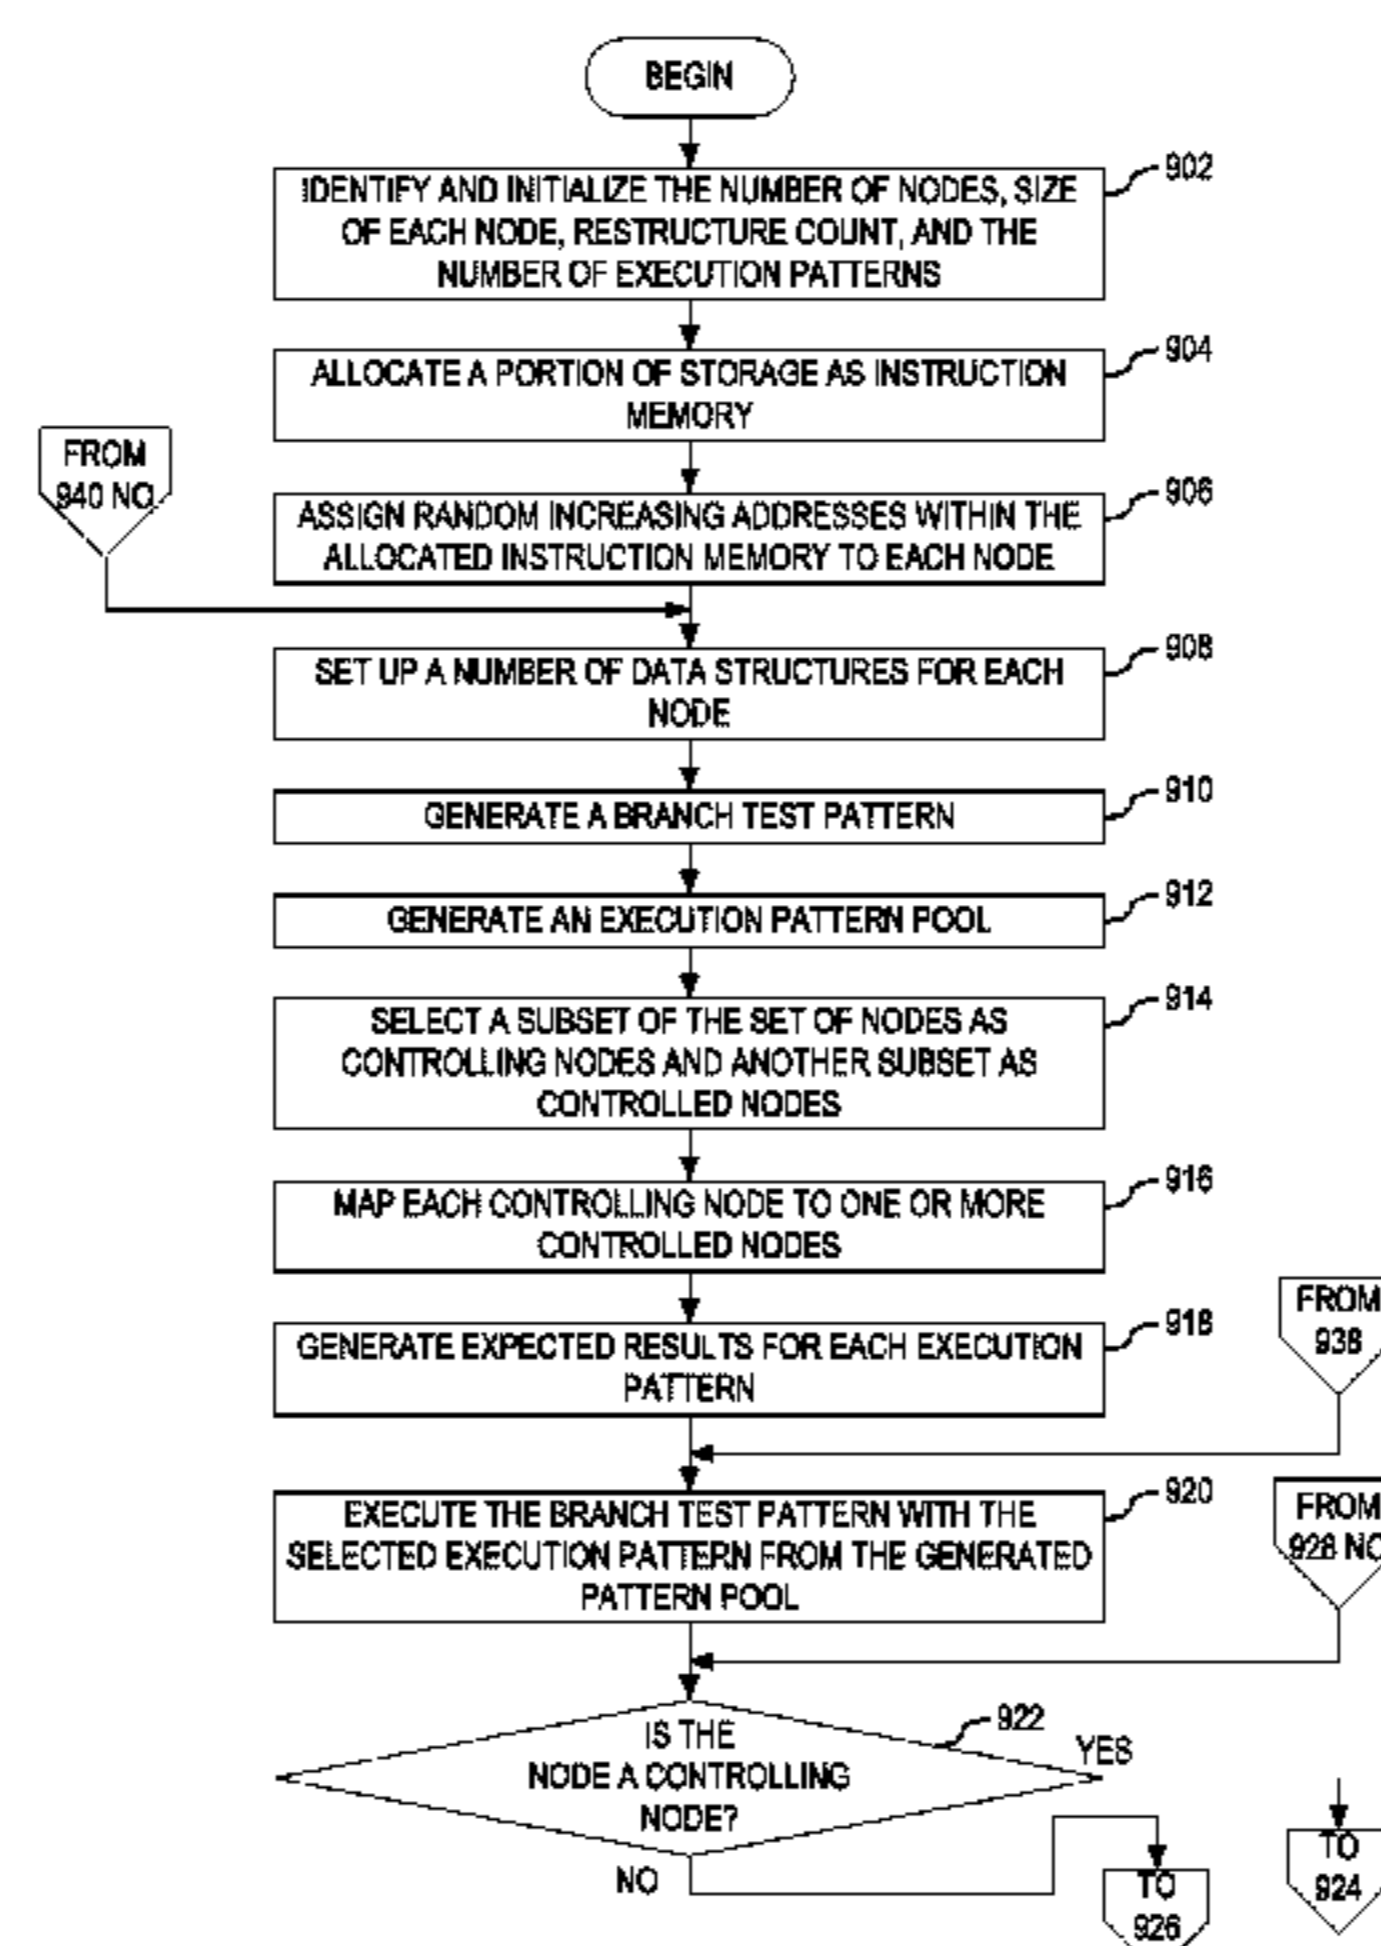 BEGIN
902
IDENTIFY AND INITIALIZE THE NUMBER OF NODES, SIZE
OF EACH NODE, RESTRUCTURE COUNT, AND THE
NUMBER OF EXECUTION PATTERNS
904
ALLOCATE A PORTION OF STORAGE AS INSTRUCTION
MEMORY
FROM
940 NO
906
ASSIGN RANDOM INCREASING ADDRESSES WITHIN THE
ALLOCATED INSTRUCTION MEMORY TO EACH NODE
908
SET UP A NUMBER OF DATA STRUCTURES FOR EACH
NODE
910
GENERATE A BRANCH TEST PATTERN
912
GENERATE AN EXECUTION PATTERN POOL
914
SELECT A SUBSET OF THE SET OF NODES AS
CONTROLLING NODES AND ANOTHER SUBSET AS
CONTROLLED NODES
916
MAP EACH CONTROLLING NODE TO ONE OR MORE
CONTROLLED NODES
918
GENERATE EXPECTED RESULTS FOR EACH EXECUTION
PATTERN
FROM
938
920
EXECUTE THE BRANCH TEST PATTERN WITH THE
SELECTED EXECUTION PATTERN FROM THE GENERATED
PATTERN POOL
FROM
928 NO
922
IS THE
NODE A CONTROLLING
NODE?
YES
NO
TO
926
TO
924